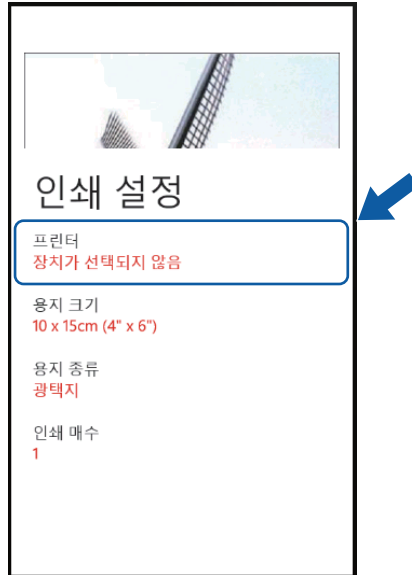 인쇄 설정
프린터
장치가 선택되지 않음
용지 크기
10 x 15cm (4" x 6")
용지 종류
광택지
인쇄 매수
1